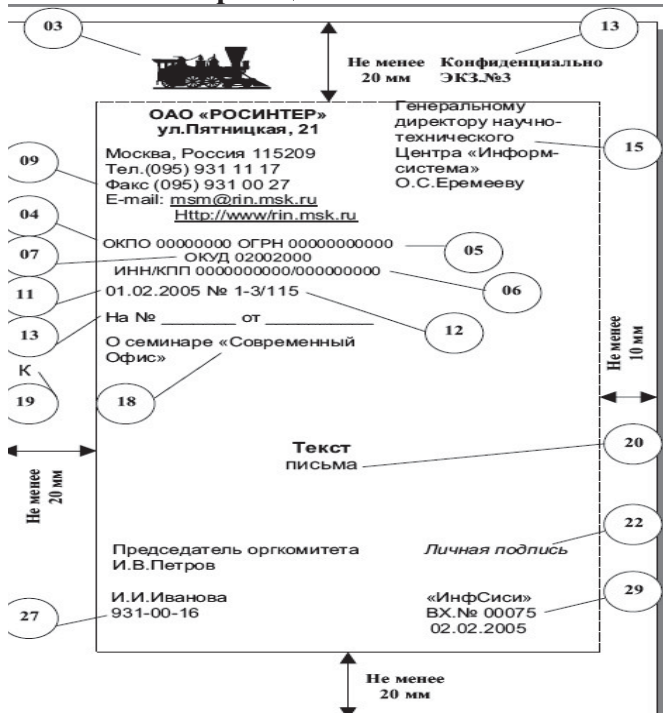 03
13
Не менее
20 мм
Конфиденциально
ЭКЗ.№3
ОАО «РОСИНТЕР»
ул.Пятницкая, 21
Генеральному
директору научно-
технического
Центра «Информ-
система»
О.С.Еремееву
15
09
Москва, Россия 115209
Тел.(095) 931 11 17
Факс (095) 931 00 27
E-mail: msm@rin.msk.ru
Http://www/rin.msk.ru
04
ОКПО 00000000 ОГРН 00000000000
05
07
ОКУД 02002000
ИНН/КПП 0000000000/000000000
06
11
01.02.2005 № 1-3/115
12
13
На № ________ от ____________
О семинаре «Современный
Офис»
Не менее
10 мм
К
19
18
Текст
письма
20
Не менее
20 мм
22
Председатель оргкомитета
И.В.Петров
Личная подпись
27
И.И.Иванова
931-00-16
«ИнфСиси»
ВХ.№ 00075
02.02.2005
29
Не менее
20 мм